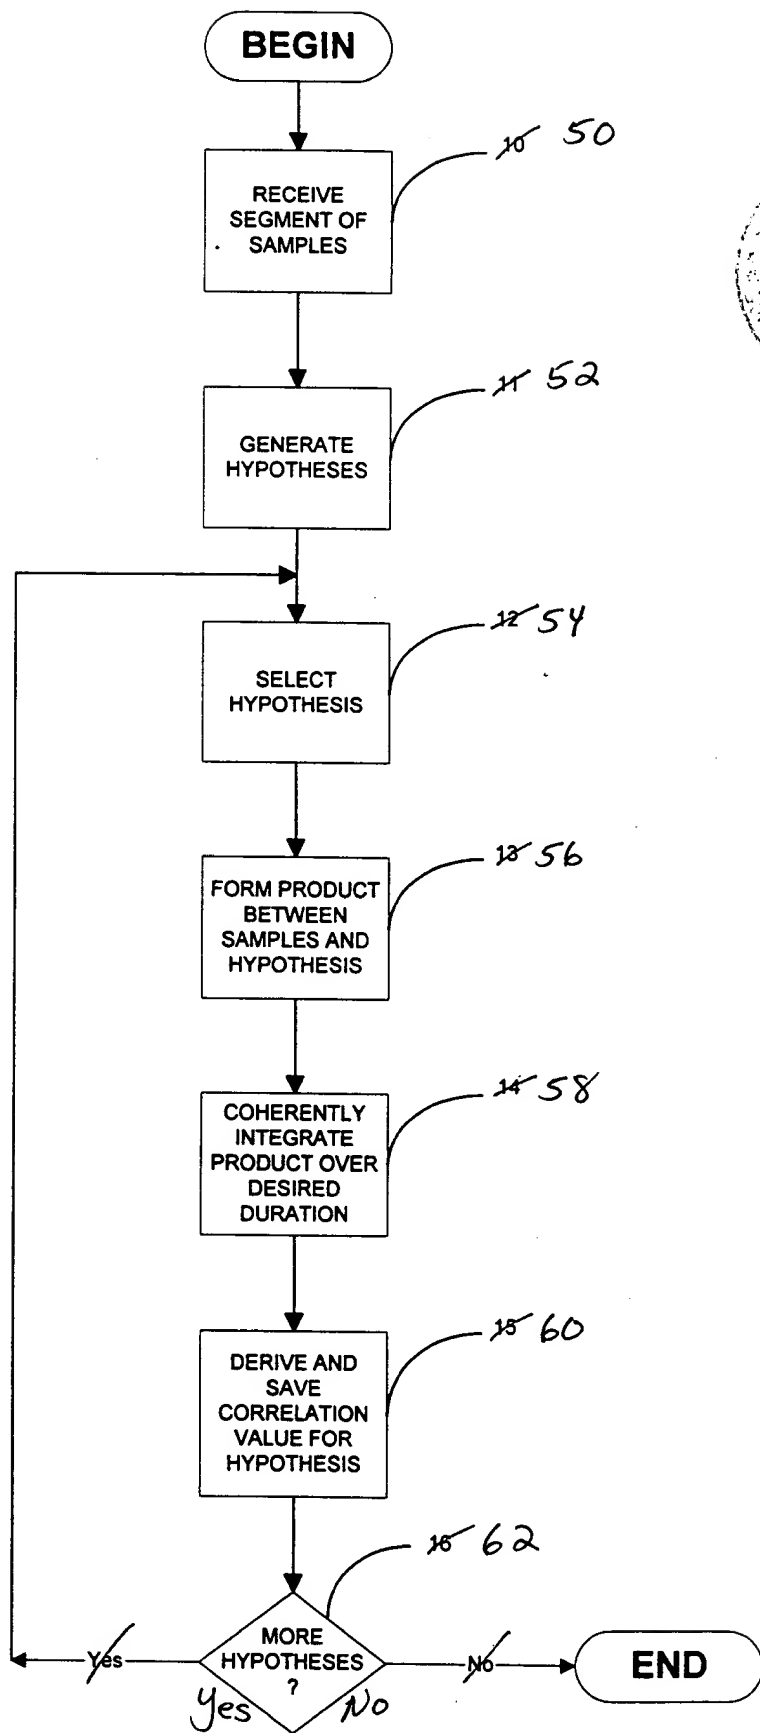 BEGIN
10 50
RECEIVE
SEGMENT OF
SAMPLES
11 52
GENERATE
HYPOTHESES
12 54
SELECT
HYPOTHESIS
13 56
FORM PRODUCT
BETWEEN
SAMPLES AND
HYPOTHESIS
14 58
COHERENTLY
INTEGRATE
PRODUCT OVER
DESIRED
DURATION
15 60
DERIVE AND
SAVE
CORRELATION
VALUE FOR
HYPOTHESIS
16 62
MORE
HYPOTHESES
?
Yes
No
END
Yes
No